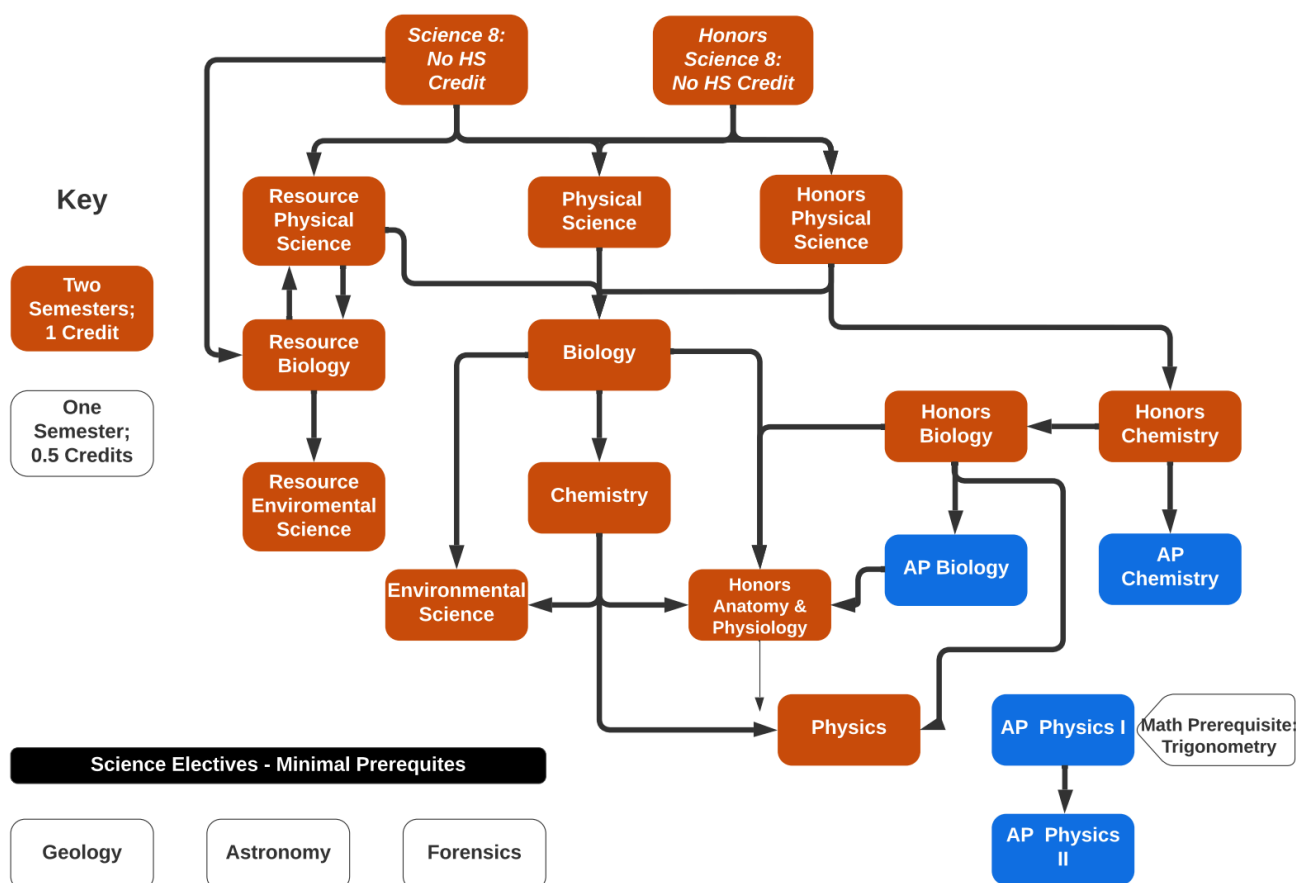 Science 8:
No HS
Credit
Honors
Science 8:
No HS Credit
Key
Resource
Physical
Science
Physical
Science
Honors
Physical
Science
Two
Semesters;
1 Credit
Resource
Biology
Biology
One
Semester;
0.5 Credits
Honors
Biology
Honors
Chemistry
Resource
Enviromental
Science
Chemistry
Environmental
Science
Honors
Anatomy &
Physiology
AP Biology
AP
Chemistry
Physics
AP Physics I
Math Prerequisite:
Trigonometry
Science Electives - Minimal Prerequites
Geology
Astronomy
Forensics
AP Physics
II